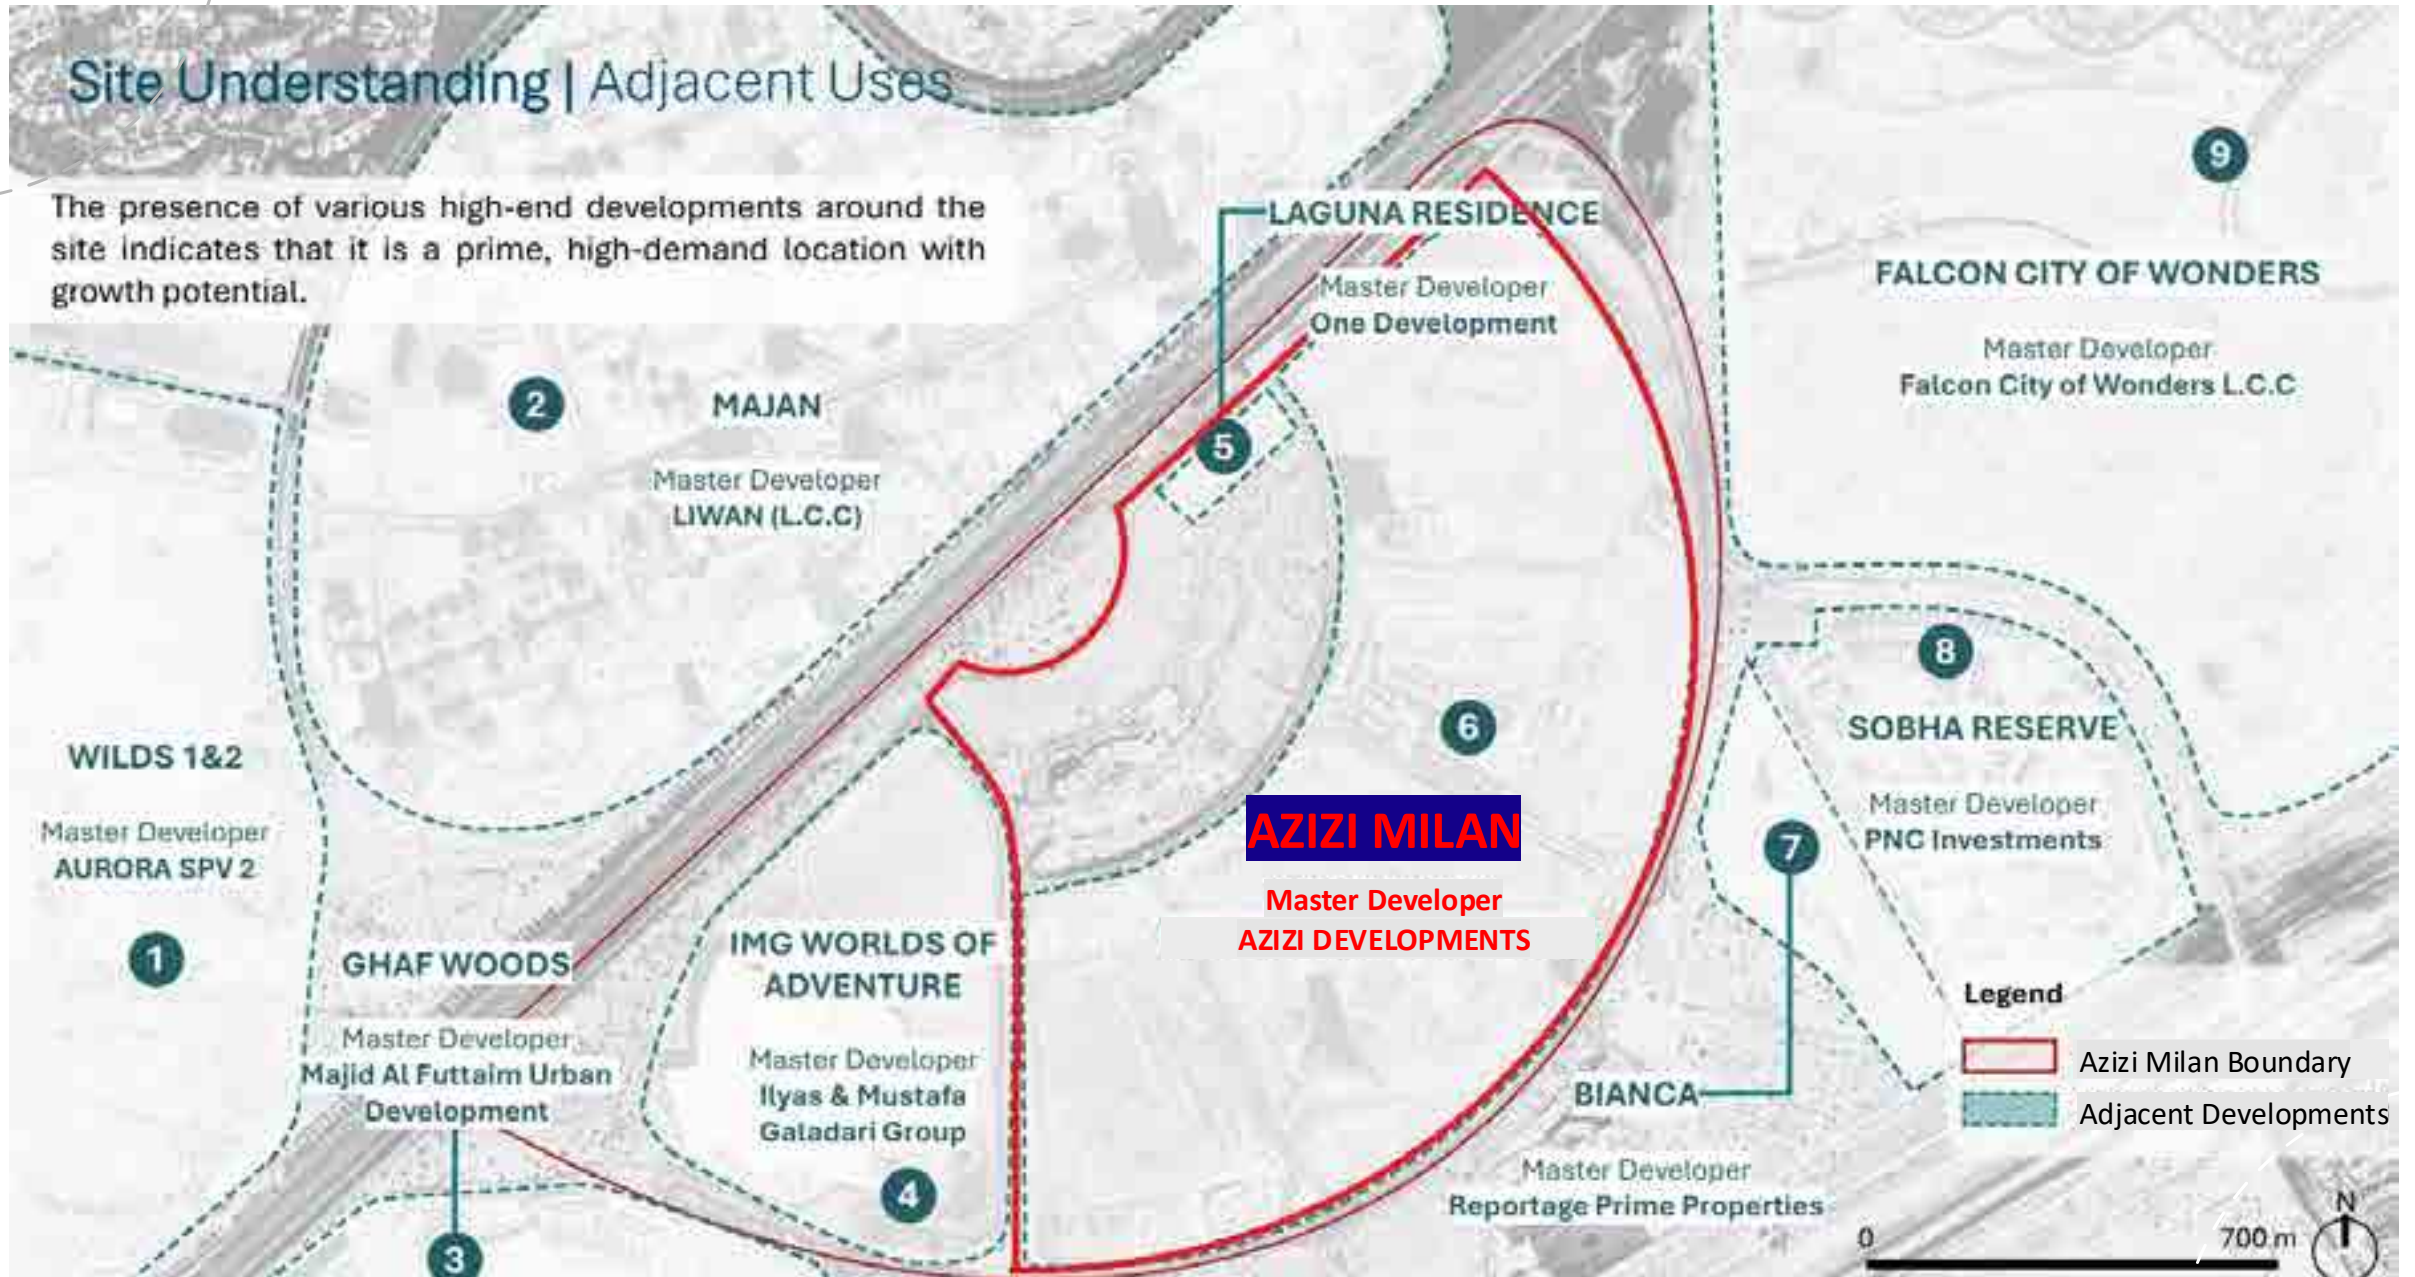 Site Understanding | Adjacent Uses
The presence of various high-end developments around the
site indicates that it is a prime, high-demand location with
growth potential.
LAGUNA RESIDENCE
Master Developer
One Development
5
9
FALCON CITY OF WONDERS
Master Developer
Falcon City of Wonders L.C.C
2
MAJAN
Master Developer
LIWAN (L.C.C)
WILDS 1&2
Master Developer
AURORA SPV 2
1
6
AZIZI MILAN
Master Developer
AZIZI DEVELOPMENTS
8
SOBHA RESERVE
Master Developer
PNC Investments
7
GHAF WOODS
Master Developer
Majid Al Futtaim Urban
Development
3
IMG WORLDS OF
ADVENTURE
Master Developer
Ilyas & Mustafa
Galadari Group
4
BIANCA
Master Developer
Reportage Prime Properties
Legend
Azizi Milan Boundary
Adjacent Developments
N
0 700 m